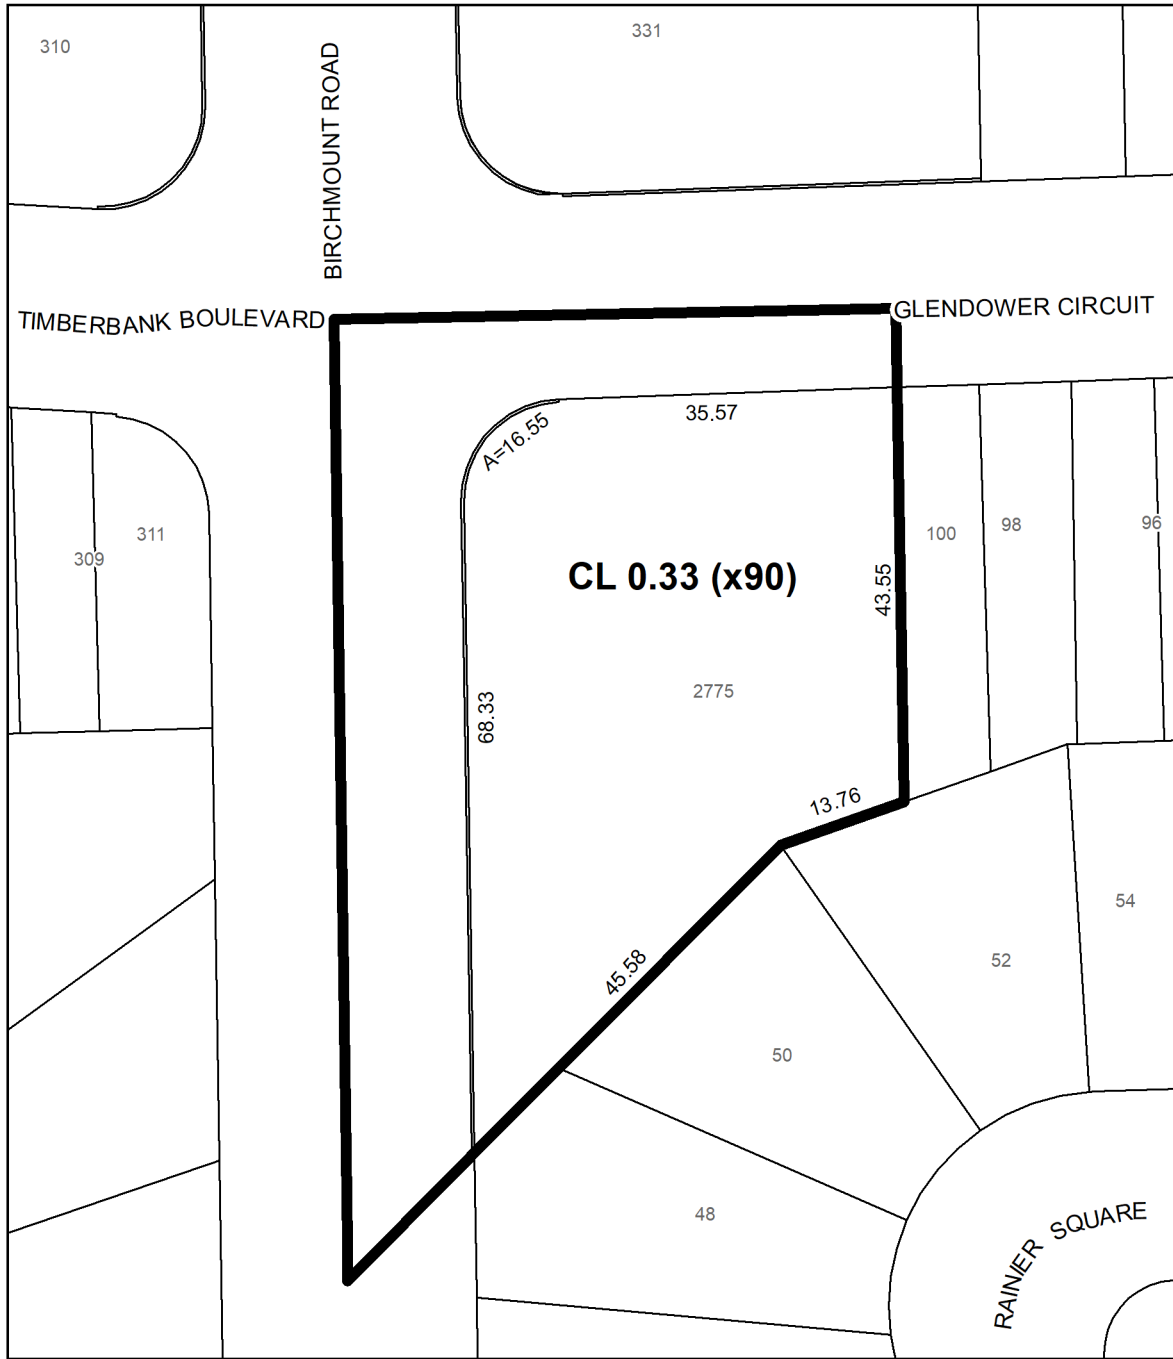 310
331
BIRCHMOUNT ROAD
TIMBERBANK BOULEVARD
GLENDOWER CIRCUIT
35.57
A=16.55
311
309
100
98
96
CL 0.33 (x90)
43.55
2775
68.33
13.76
54
52
45.58
50
48
RAINIER SQUARE